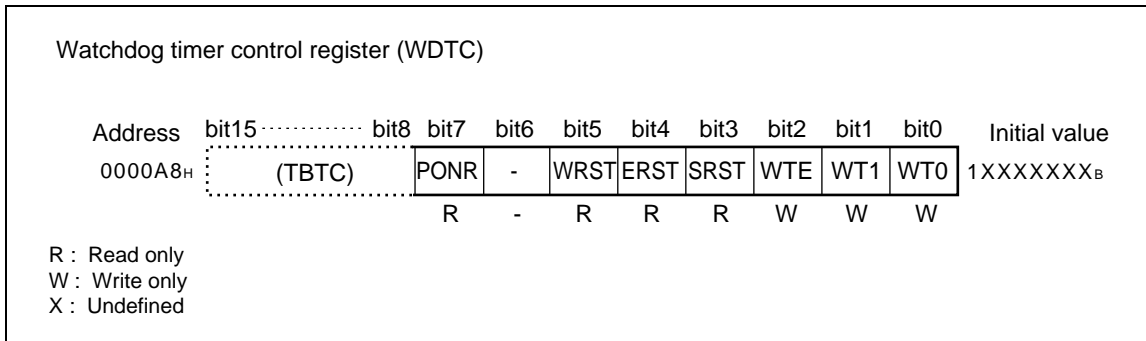 Watchdog timer control register (WDTC)
Address bit15 ············· bit8 bit7 bit6 bit5 bit4 bit3 bit2 bit1 bit0 Initial value
0000A8H (TBTC) PONR - WRST ERST SRST WTE WT1 WT0 1XXXXXXXB
R - R R R W W W
R : Read only
W : Write only
X : Undefined